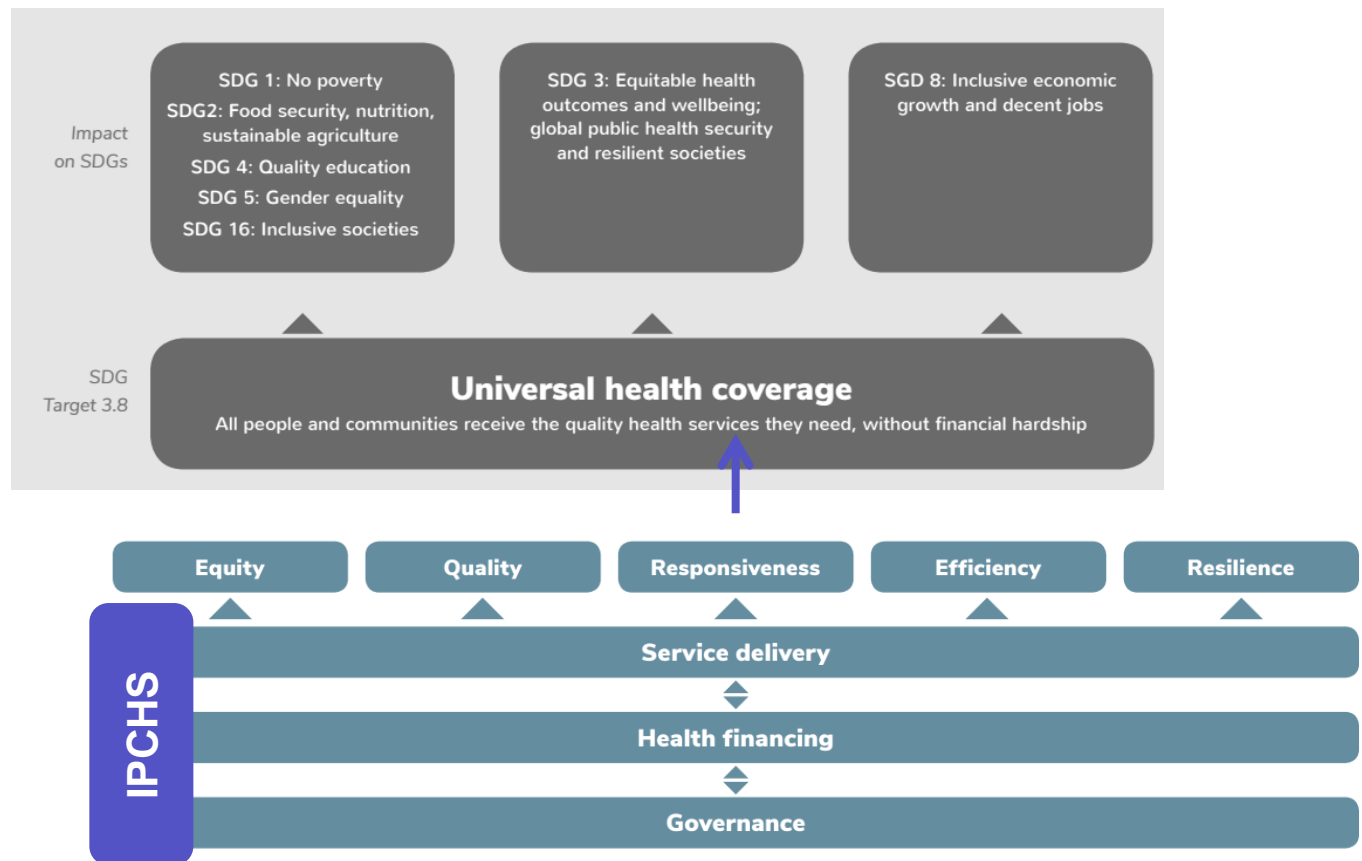 Impact
on SDGs
SDG 1: No poverty
SDG2: Food security, nutrition,
sustainable agriculture
SDG 4: Quality education
SDG 5: Gender equality
SDG 16: Inclusive societies
SDG 3: Equitable health
outcomes and wellbeing;
global public health security
and resilient societies
SGD 8: Inclusive economic
growth and decent jobs
SDG
Target 3.8
Universal health coverage
All people and communities receive the quality health services they need, without financial hardship
Equity
Quality
Responsiveness
Efficiency
Resilience
IPCHS
Service delivery
Health financing
Governance